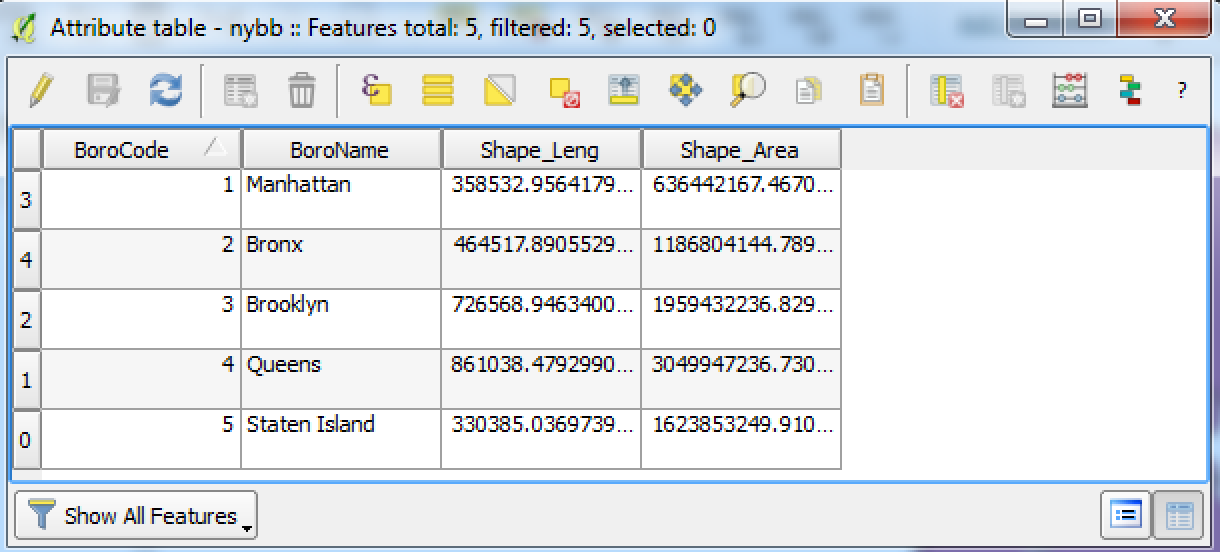 Attribute table - nybb :: Features total: 5, filtered: 5, selected: 0
ε
?
BoroCode BoroName Shape_Leng Shape_Area
3 1 Manhattan 358532.9564179... 636442167.4670...
4 2 Bronx 464517.8905529... 1186804144.789...
2 3 Brooklyn 726568.9463400... 1959432236.829...
1 4 Queens 861038.4792990... 3049947236.730...
0 5 Staten Island 330385.0369739... 1623853249.910...
Show All Features